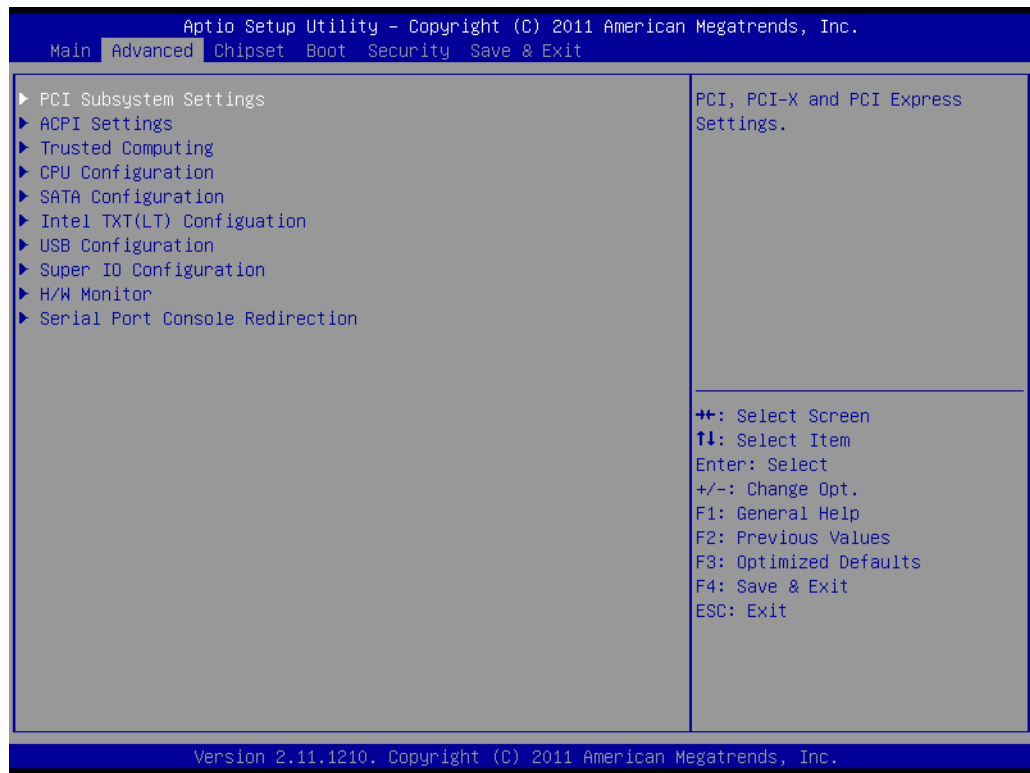 Aptio Setup Utility – Copyright (C) 2011 American Megatrends, Inc.
Main Advanced Chipset Boot Security Save & Exit
▶ PCI Subsystem Settings
▶ ACPI Settings
▶ Trusted Computing
▶ CPU Configuration
▶ SATA Configuration
▶ Intel TXT(LT) Configuation
▶ USB Configuration
▶ Super IO Configuration
▶ H/W Monitor
▶ Serial Port Console Redirection
PCI, PCI-X and PCI Express
Settings.
→←: Select Screen
↑↓: Select Item
Enter: Select
+/-: Change Opt.
F1: General Help
F2: Previous Values
F3: Optimized Defaults
F4: Save & Exit
ESC: Exit
Version 2.11.1210. Copyright (C) 2011 American Megatrends, Inc.